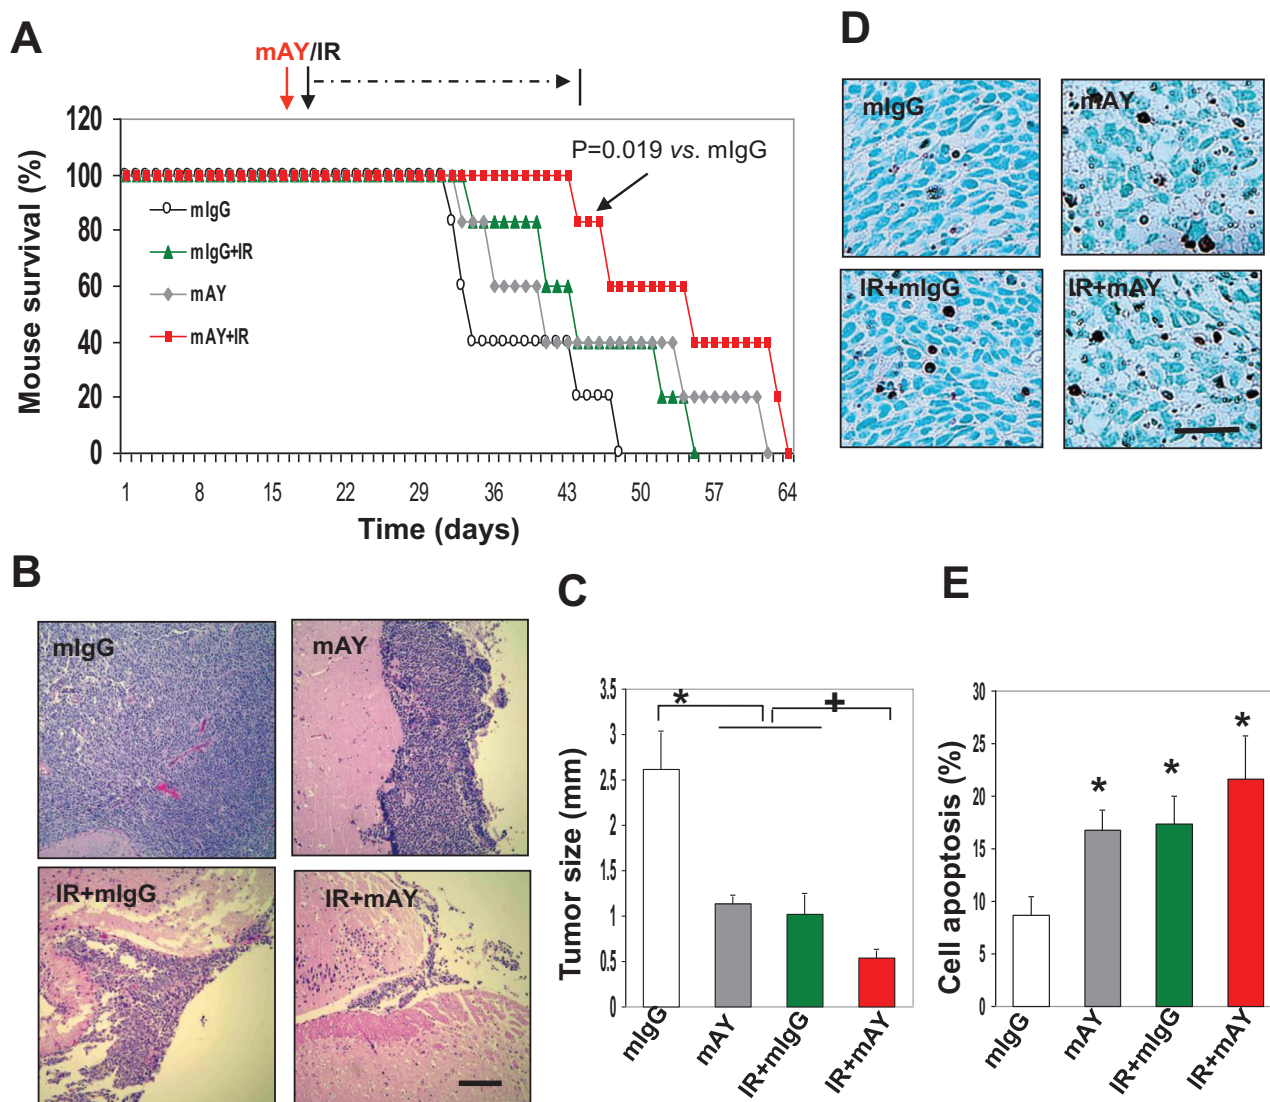 A
mAY/IR
P=0.019 vs. mIgG
Mouse survival (%)
120
100
80
60
40
20
0
mIgG
mIgG+IR
mAY
mAY+IR
1 8 15 22 29 36 43 50 57 64
Time (days)
D
mIgG
mAY
IR+mIgG
IR+mAY
B
mIgG
mAY
IR+mIgG
IR+mAY
C
Tumor size (mm)
3.5
3
2.5
2
1.5
1
0.5
0
*
+
mIgG
mAY
IR+mIgG
IR+mAY
E
Cell apoptosis (%)
30
25
20
15
10
5
0
*
*
*
mIgG
mAY
IR+mIgG
IR+mAY